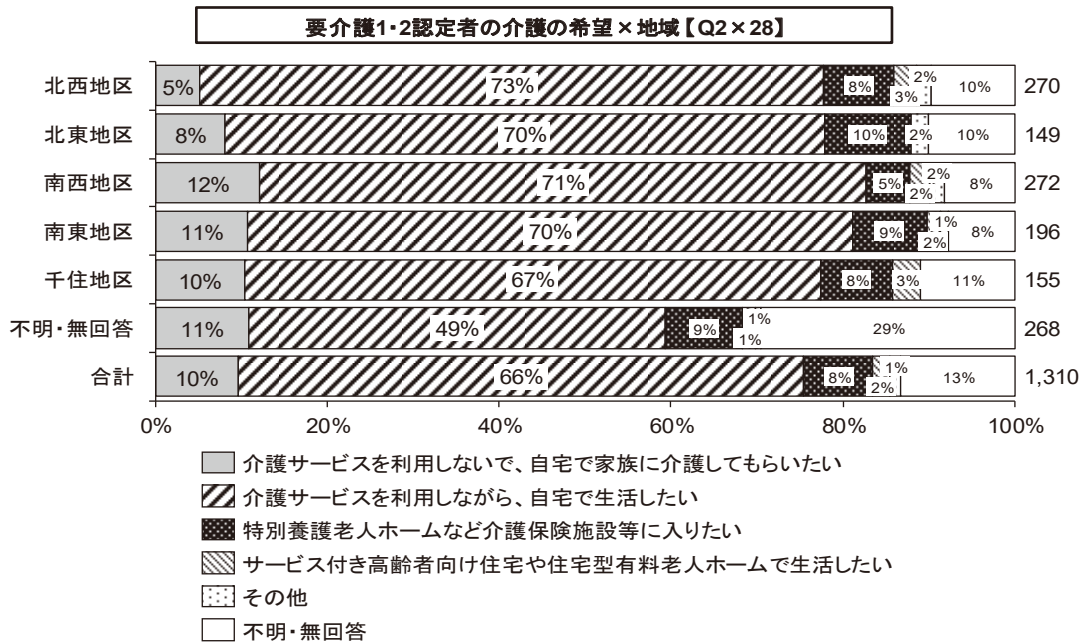 要介護1・2認定者の介護の希望×地域【Q2×28】
北西地区 5% 73% 8% 3% 2% 10% 270
北東地区 8% 70% 10% 2% 10% 149
南西地区 12% 71% 5% 2% 2% 8% 272
南東地区 11% 70% 9% 2% 1% 8% 196
千住地区 10% 67% 8% 3% 11% 155
不明・無回答 11% 49% 9% 1% 1% 29% 268
合計 10% 66% 8% 2% 1% 13% 1,310
0% 20% 40% 60% 80% 100%
介護サービスを利用しないで、自宅で家族に介護してもらいたい
介護サービスを利用しながら、自宅で生活したい
特別養護老人ホームなど介護保険施設等に入りたい
サービス付き高齢者向け住宅や住宅型有料老人ホームで生活したい
その他
不明・無回答